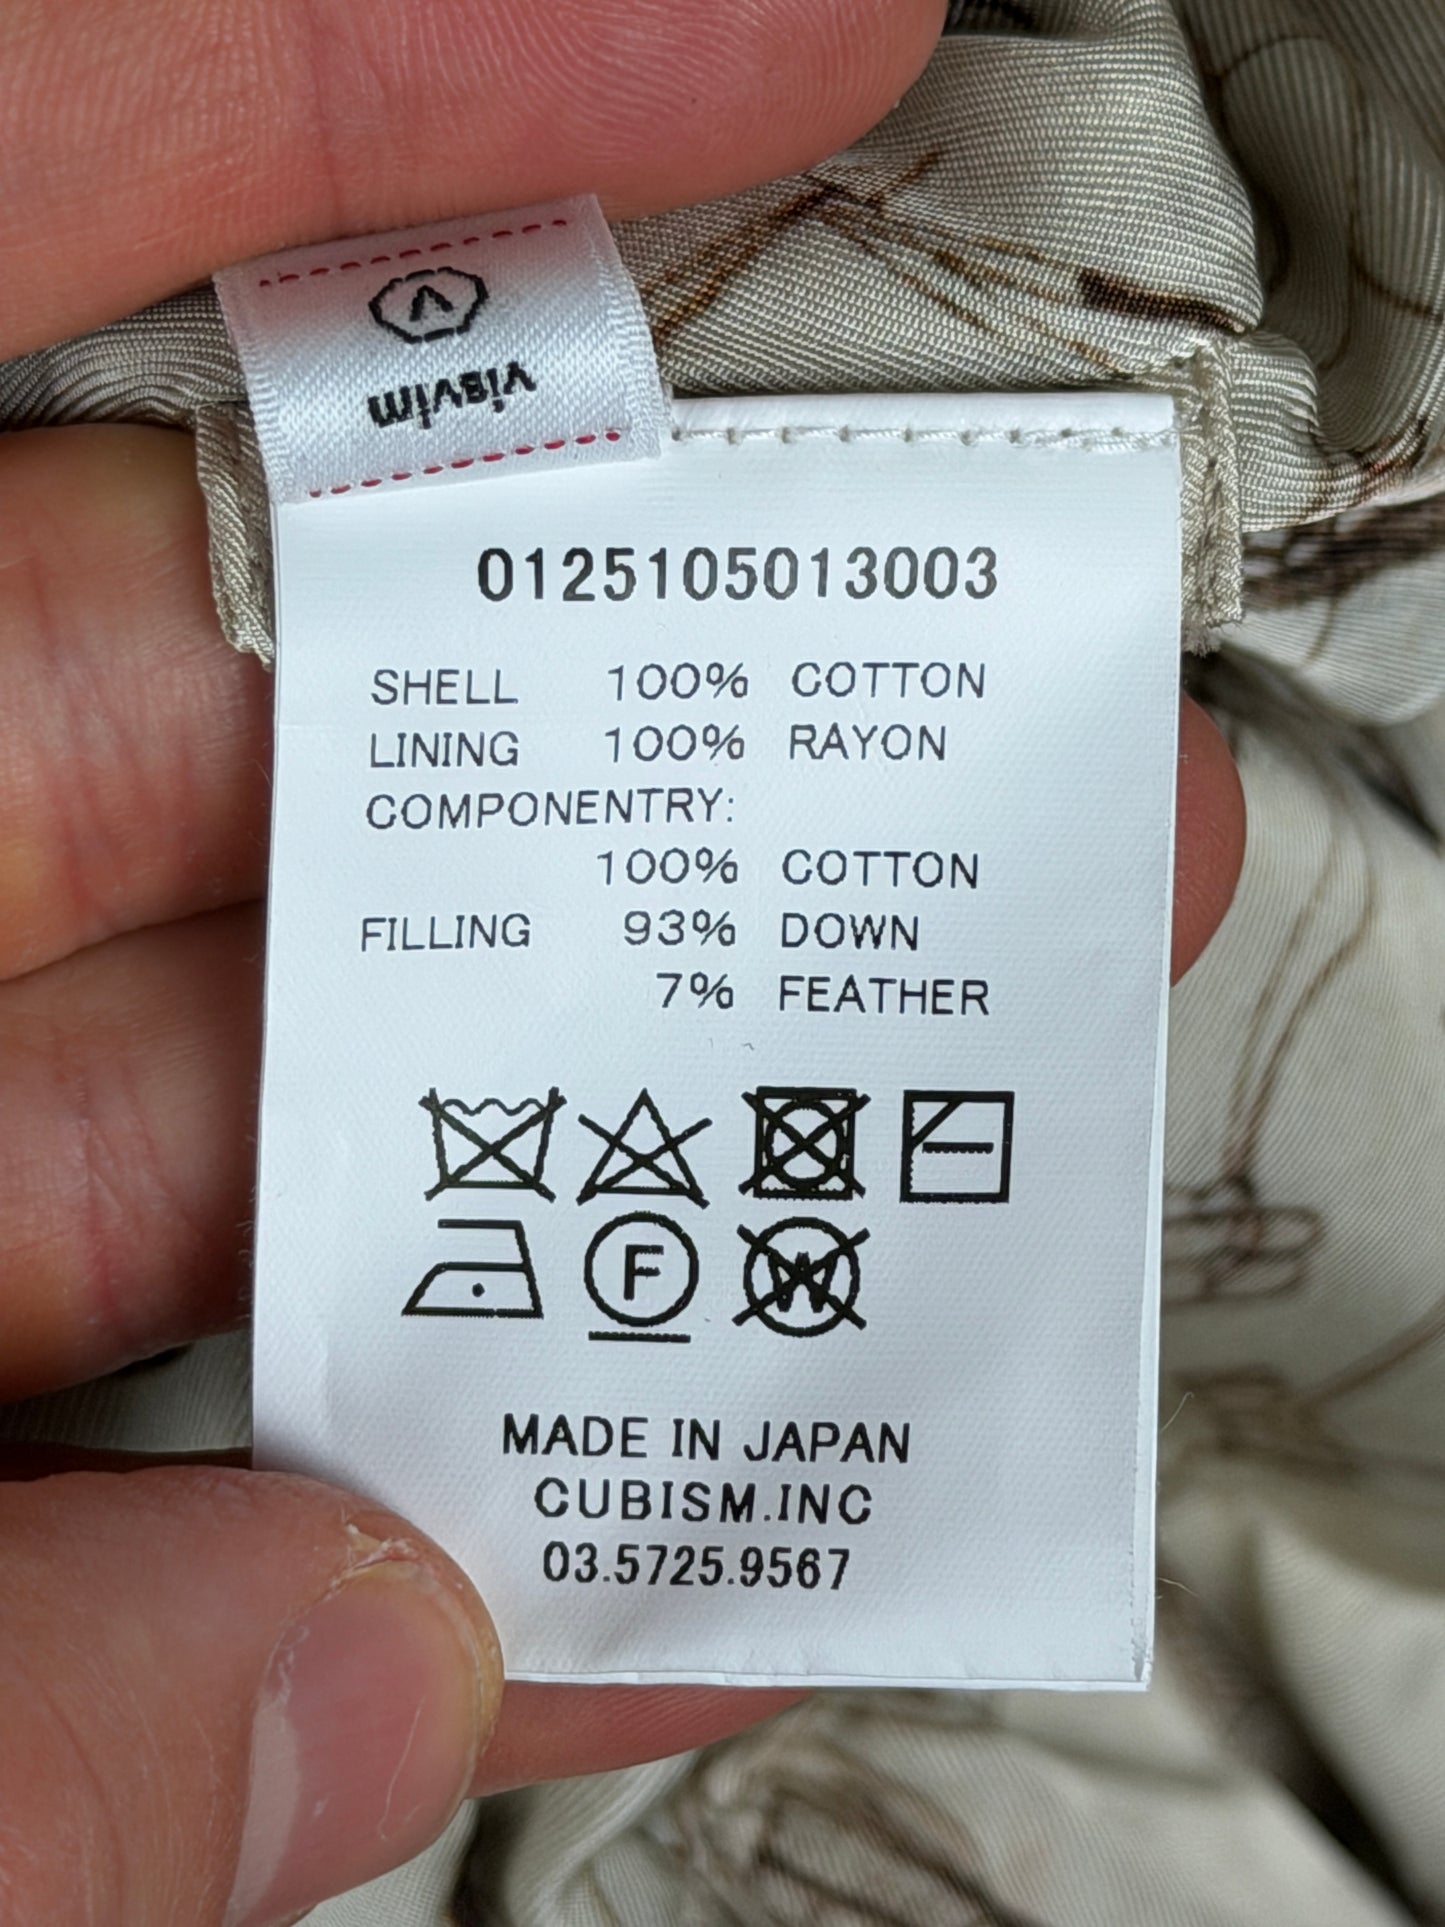 visvim
0125105013003
SHELL 100% COTTON
LINING 100% RAYON
COMPONENTRY:
100% COTTON
FILLING 93% DOWN
7% FEATHER
F
W
MADE IN JAPAN
CUBISM.INC
03.5725.9567